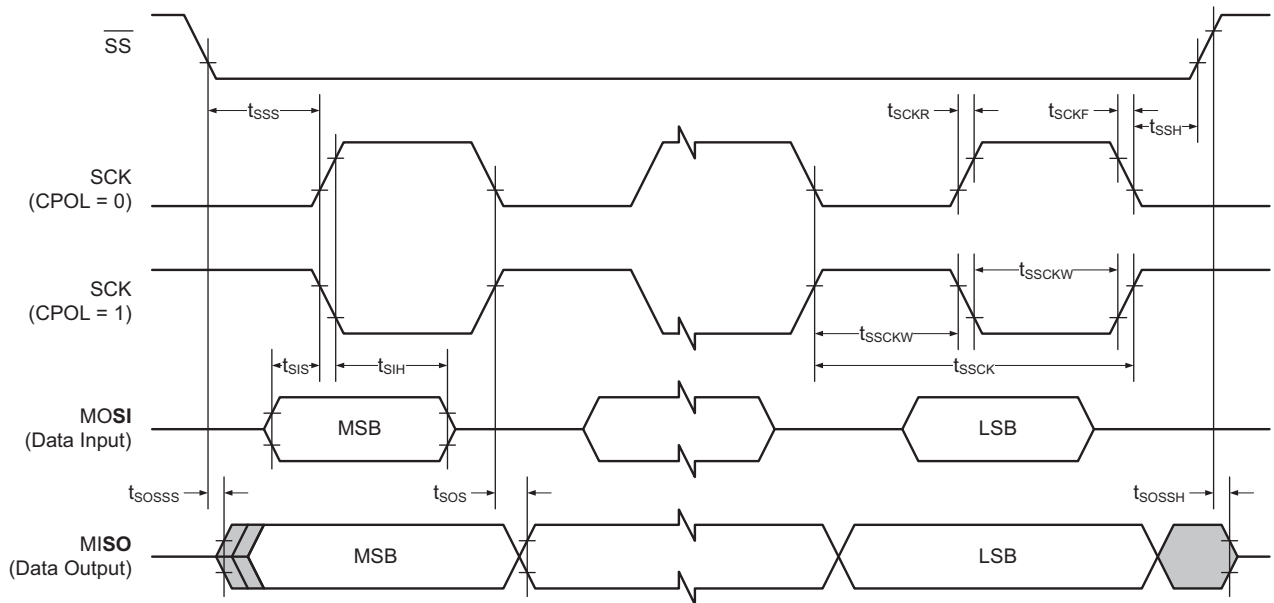 SS
tSSS
tSCKR
tSCKF
tSSH
SCK
(CPOL = 0)
SCK
(CPOL = 1)
tSSCKW
tSSCKW
tSIS
tSIH
tSSCK
MOSI
(Data Input)
MSB
LSB
tSOSSS
tSOS
tSOSSH
MISO
(Data Output)
MSB
LSB